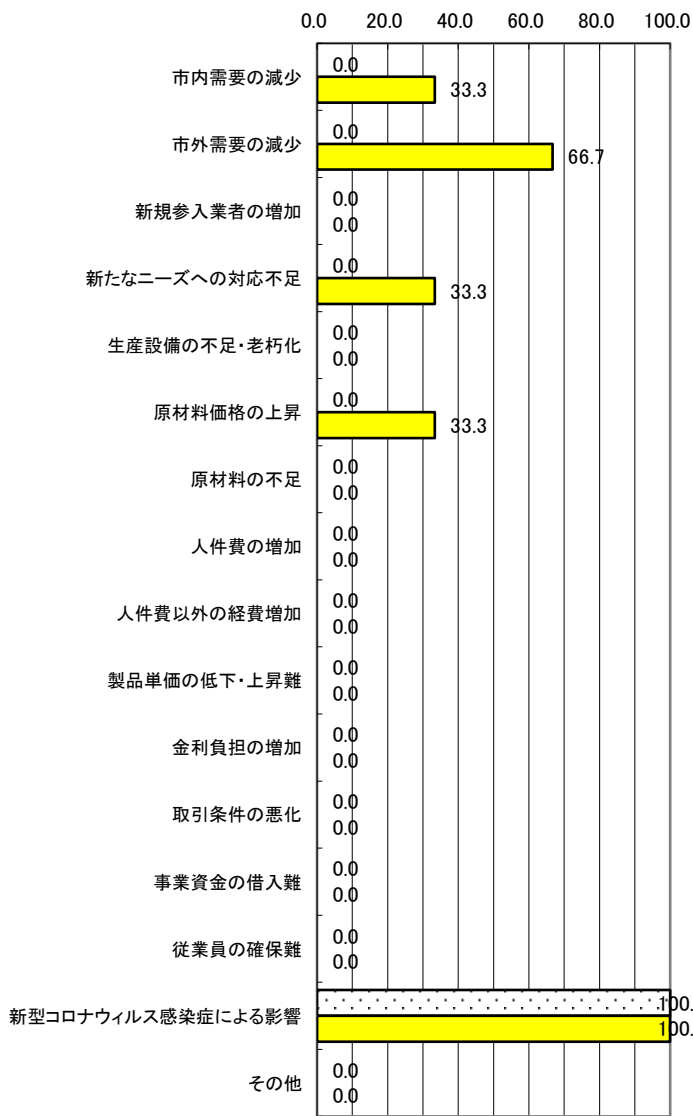 0.0 20.0 40.0 60.0 80.0 100.0
市内需要の減少 0.0
33.3
市外需要の減少 0.0
66.7
新規参入業者の増加 0.0
0.0
新たなニーズへの対応不足 0.0
33.3
生産設備の不足・老朽化 0.0
0.0
原材料価格の上昇 0.0
33.3
原材料の不足 0.0
0.0
人件費の増加 0.0
0.0
人件費以外の経費増加 0.0
0.0
製品単価の低下・上昇難 0.0
0.0
金利負担の増加 0.0
0.0
取引条件の悪化 0.0
0.0
事業資金の借入難 0.0
0.0
従業員の確保難 0.0
0.0
新型コロナウィルス感染症による影響 100.
100.
その他 0.0
0.0